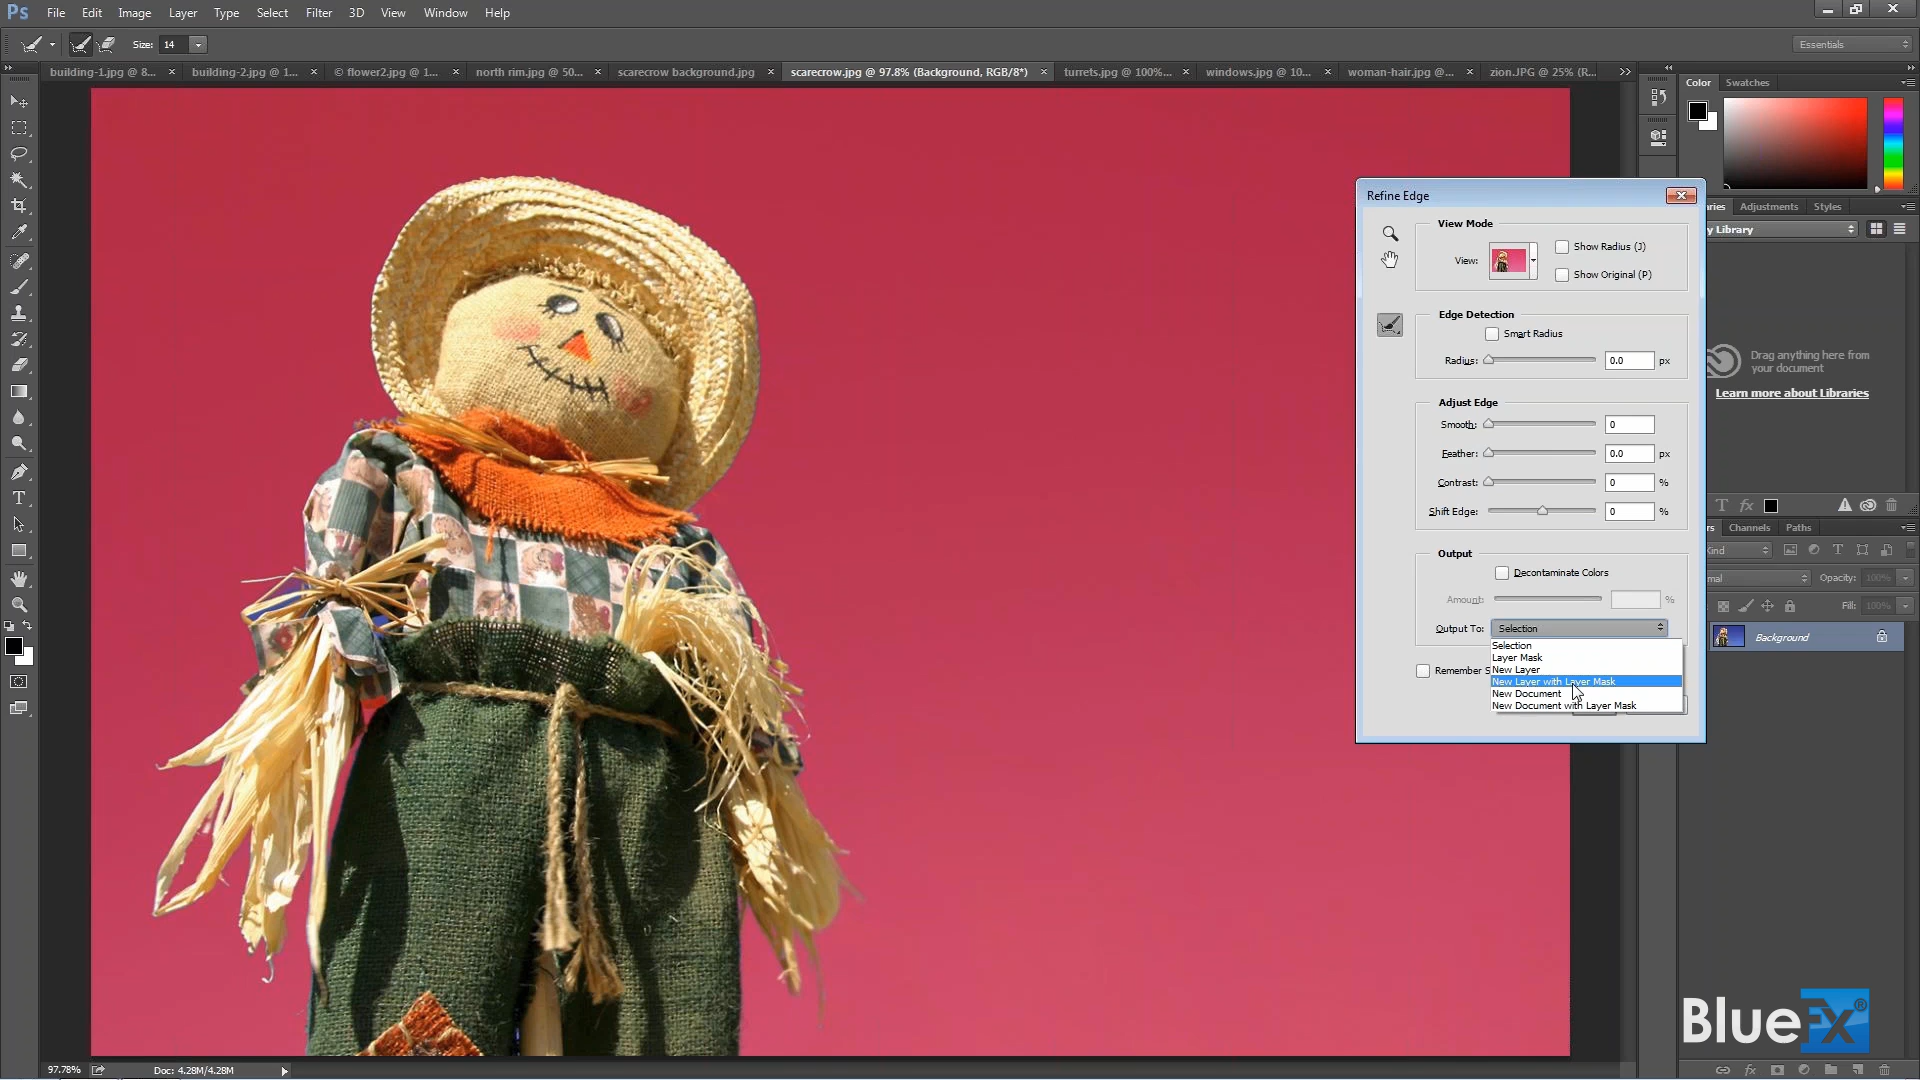 Ps File Edit Image Layer Type Select Filter 3D View Window Help
Size: 14 Essentials
building-1.jpg @ 8... building-2.jpg @ 1... © flower2.jpg @ 1... north rim.jpg @ 50... scarecrow background.jpg scarecrow.jpg @ 97.8% (Background, RGB/8*) turrets.jpg @ 100%... windows.jpg @ 10... woman-hair.jpg @... zion.JPG @ 25% (R...
Color Swatches
Refine Edge
View Mode
View:
Show Radius (J)
Show Original (P)
Edge Detection
Smart Radius
Radius: 0.0 px
Adjust Edge
Smooth: 0
Feather: 0.0 px
Contrast: 0 %
Shift Edge: 0 %
Output
Decontaminate Colors
Amount: %
Output To: Selection
Selection
Layer Mask
New Layer
New Layer with Layer Mask
New Document
New Document with Layer Mask
Remember S
raries Adjustments Styles
y Library
Drag anything here from
your document
Learn more about Libraries
T fx
rs Channels Paths
Kind
T
mal Opacity: 100%
Fill: 100%
Background
BlueFX®
97.78% Doc: 4.28M/4.28M
fx